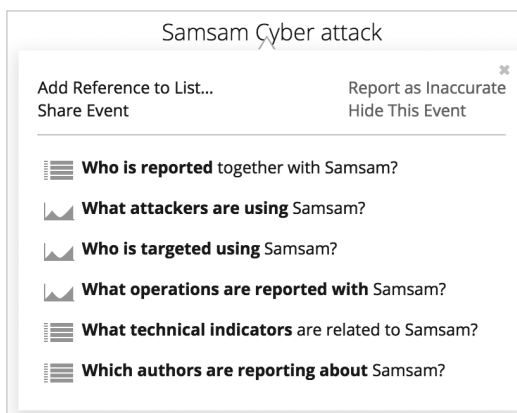 Samsam Cyber attack
Add Reference to List...
Report as Inaccurate
Share Event
Hide This Event
Who is reported together with Samsam?
What attackers are using Samsam?
Who is targeted using Samsam?
What operations are reported with Samsam?
What technical indicators are related to Samsam?
Which authors are reporting about Samsam?